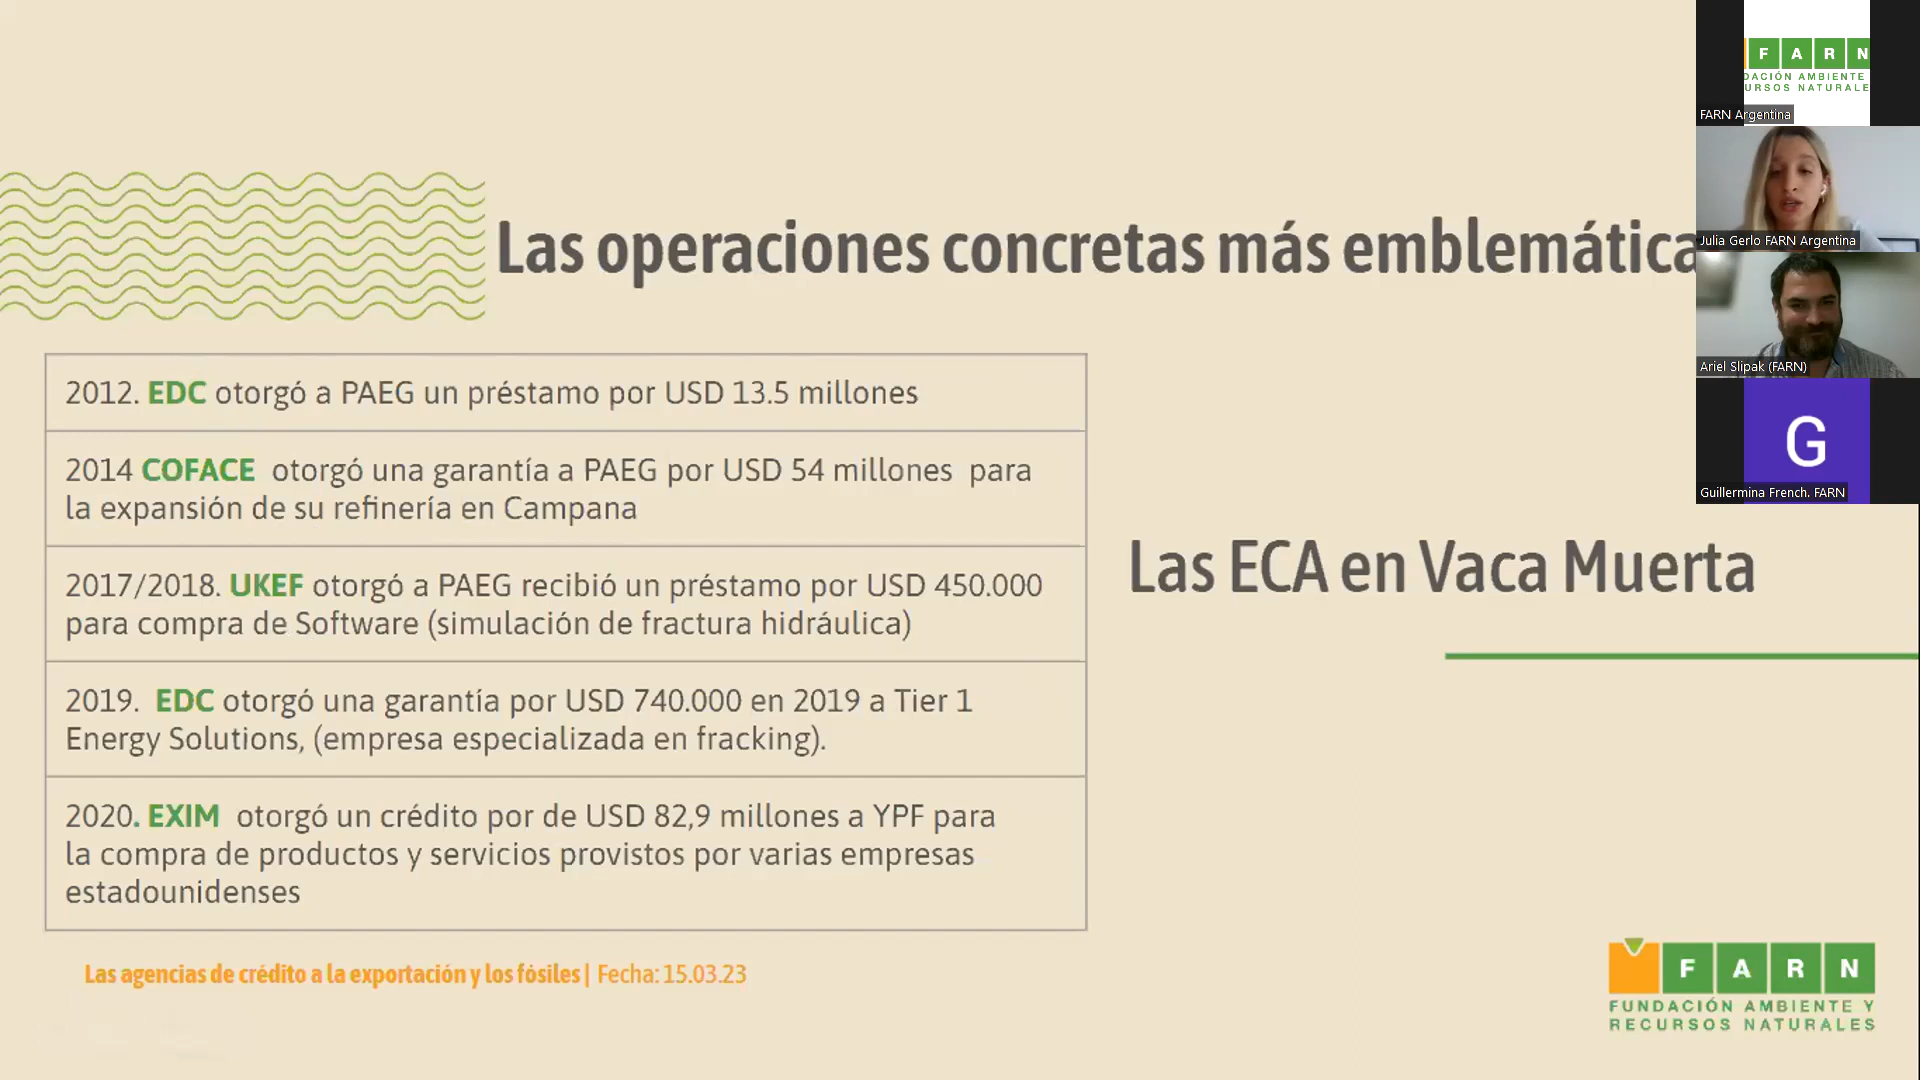 Las operaciones concretas más emblemática
2012. EDC otorgó a PAEG un préstamo por USD 13.5 millones
2014 COFACE otorgó una garantía a PAEG por USD 54 millones para
la expansión de su refinería en Campana
2017/2018. UKEF otorgó a PAEG recibió un préstamo por USD 450.000
para compra de Software (simulación de fractura hidráulica)
2019. EDC otorgó una garantía por USD 740.000 en 2019 a Tier 1
Energy Solutions, (empresa especializada en fracking).
2020. EXIM otorgó un crédito por de USD 82,9 millones a YPF para
la compra de productos y servicios provistos por varias empresas
estadounidenses
Las ECA en Vaca Muerta
Las agencias de crédito a la exportación y los fósiles | Fecha: 15.03.23
FARN
FUNDACIÓN AMBIENTE Y
RECURSOS NATURALES
FARN
DACIÓN AMBIENTE
URSOS NATURALE
FARN Argentina
Julia Gerlo FARN Argentina
Ariel Slipak (FARN)
G
Guillermina French. FARN